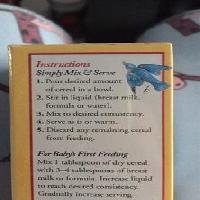 Instructions
Simply Mix & Serve
1. Pour desired amount
of cereal in a bowl.
2. Stir in liquid (breast milk,
formula or water).
3. Mix to desired consistency.
4. Serve as is or warm.
5. Discard any remaining cereal
from feeding.
For Baby's First Feeding
Mix 1 tablespoon of dry cereal
with 3-4 tablespoons of breast
milk or formula. Increase liquid
to reach desired consistency.
Gradually increase serving